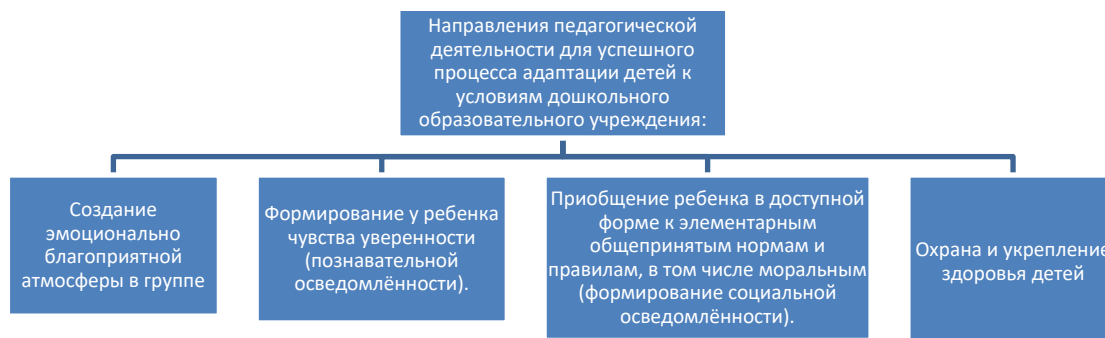 Направления педагогической
деятельности для успешного
процесса адаптации детей к
условиям дошкольного
образовательного учреждения:
Создание
эмоционально
благоприятной
атмосферы в группе
Формирование у ребенка
чувства уверенности
(познавательной
осведомлённости).
Приобщение ребенка в доступной
форме к элементарным
общепринятым нормам и
правилам, в том числе моральным
(формирование социальной
осведомлённости).
Охрана и укрепление
здоровья детей